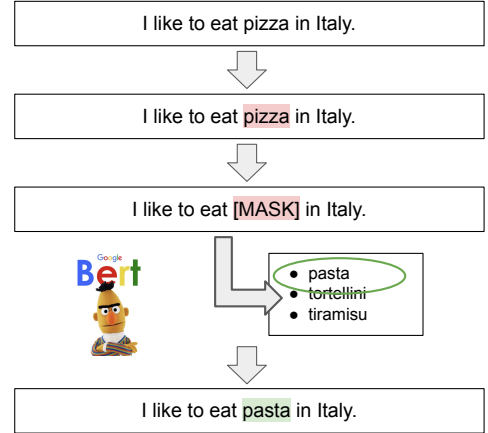 I like to eat pizza in Italy.
I like to eat pizza in Italy.
I like to eat [MASK] in Italy.
Google
Bert
● pasta
● tortellini
● tiramisu
I like to eat pasta in Italy.